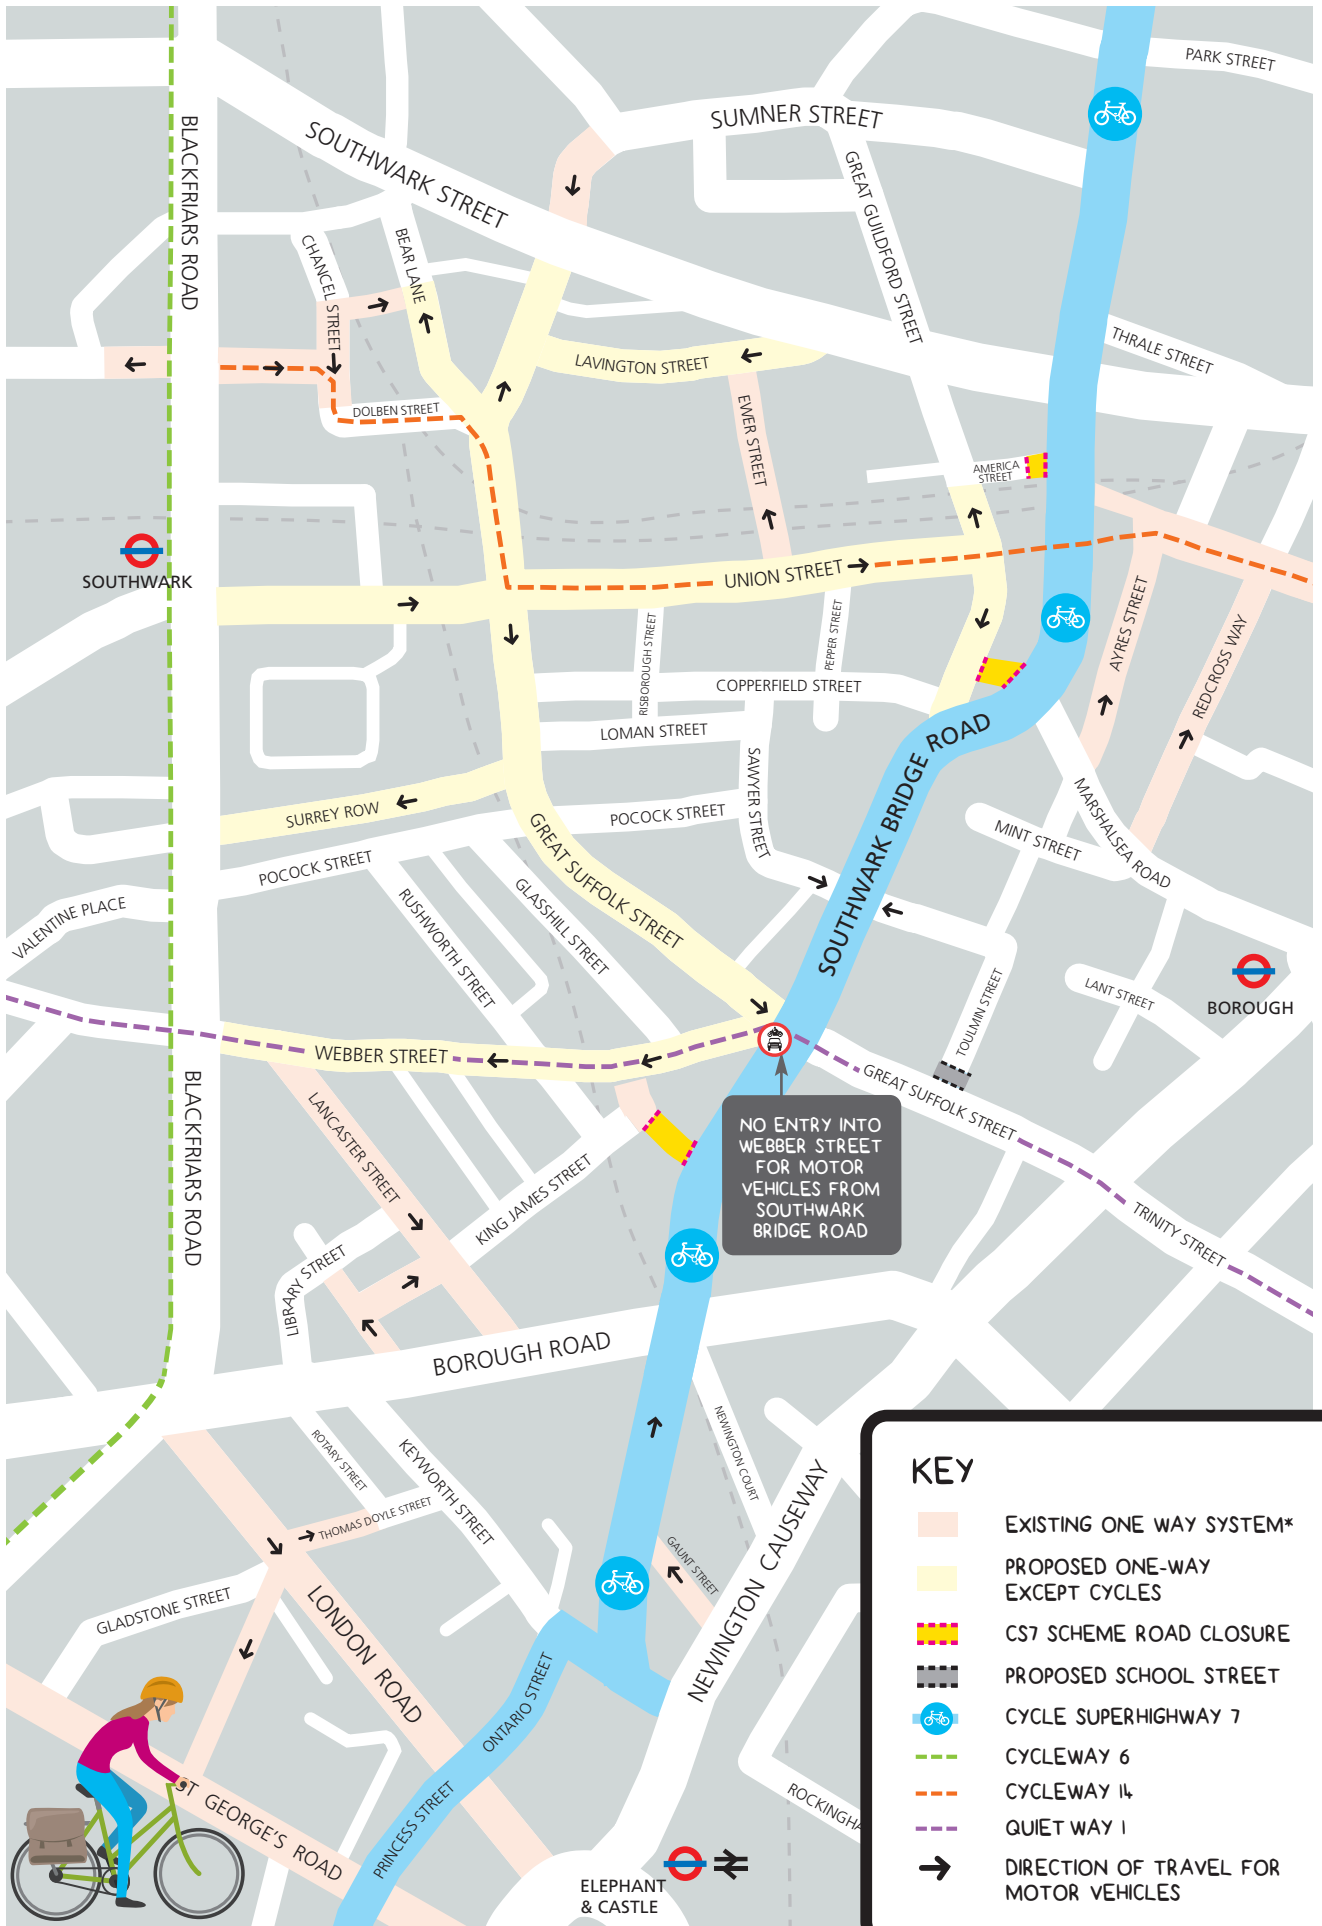 PARK STREET
SUMNER STREET
BLACKFRIARS ROAD
SOUTHWARK STREET
GREAT GUILDFORD STREET
CHANCEL STREET
BEAR LANE
THRALE STREET
LAVINGTON STREET
DOLBEN STREET
EWER STREET
AMERICA
STREET
SOUTHWARK
UNION STREET
AYRES STREET
REDCROSS WAY
RISBOROUGH STREET
PEPPER STREET
COPPERFIELD STREET
LOMAN STREET
SOUTHWARK BRIDGE ROAD
SAWYER STREET
SURREY ROW
POCOCK STREET
MARSHALSEA ROAD
MINT STREET
GREAT SUFFOLK STREET
POCOCK STREET
VALENTINE PLACE
RUSHWORTH STREET
GLASSHILL STREET
TOULMIN STREET
LANT STREET
BOROUGH
WEBBER STREET
GREAT SUFFOLK STREET
BLACKFRIARS ROAD
LANCASTER STREET
NO ENTRY INTO
WEBBER STREET
FOR MOTOR
VEHICLES FROM
SOUTHWARK
BRIDGE ROAD
KING JAMES STREET
TRINITY STREET
LIBRARY STREET
BOROUGH ROAD
NEWINGTON COURT
ROTARY STREET
KEYWORTH STREET
NEWINGTON CAUSEWAY
THOMAS DOYLE STREET
GAUNT STREET
GLADSTONE STREET
LONDON ROAD
ONTARIO STREET
PRINCESS STREET
ST GEORGE'S ROAD
ROCKINGHA
ELEPHANT
& CASTLE
KEY
EXISTING ONE WAY SYSTEM*
PROPOSED ONE-WAY
EXCEPT CYCLES
CS7 SCHEME ROAD CLOSURE
PROPOSED SCHOOL STREET
CYCLE SUPERHIGHWAY 7
CYCLEWAY 6
CYCLEWAY 14
QUIET WAY 1
DIRECTION OF TRAVEL FOR
MOTOR VEHICLES